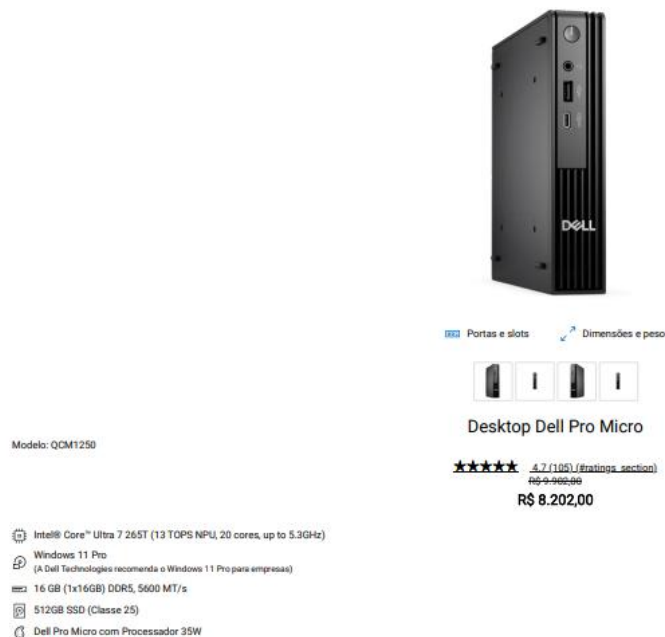 DELL
Portas e slots
Dimensões e peso
Desktop Dell Pro Micro
Modelo: QCM1250
★★★★★ 4.7 (105) (#ratings_section)
R$ 9.902,00
R$ 8.202,00
Intel® Core™ Ultra 7 265T (13 TOPS NPU, 20 cores, up to 5.3GHz)
Windows 11 Pro
(A Dell Technologies recomenda o Windows 11 Pro para empresas)
16 GB (1x16GB) DDR5, 5600 MT/s
512GB SSD (Classe 25)
Dell Pro Micro com Processador 35W